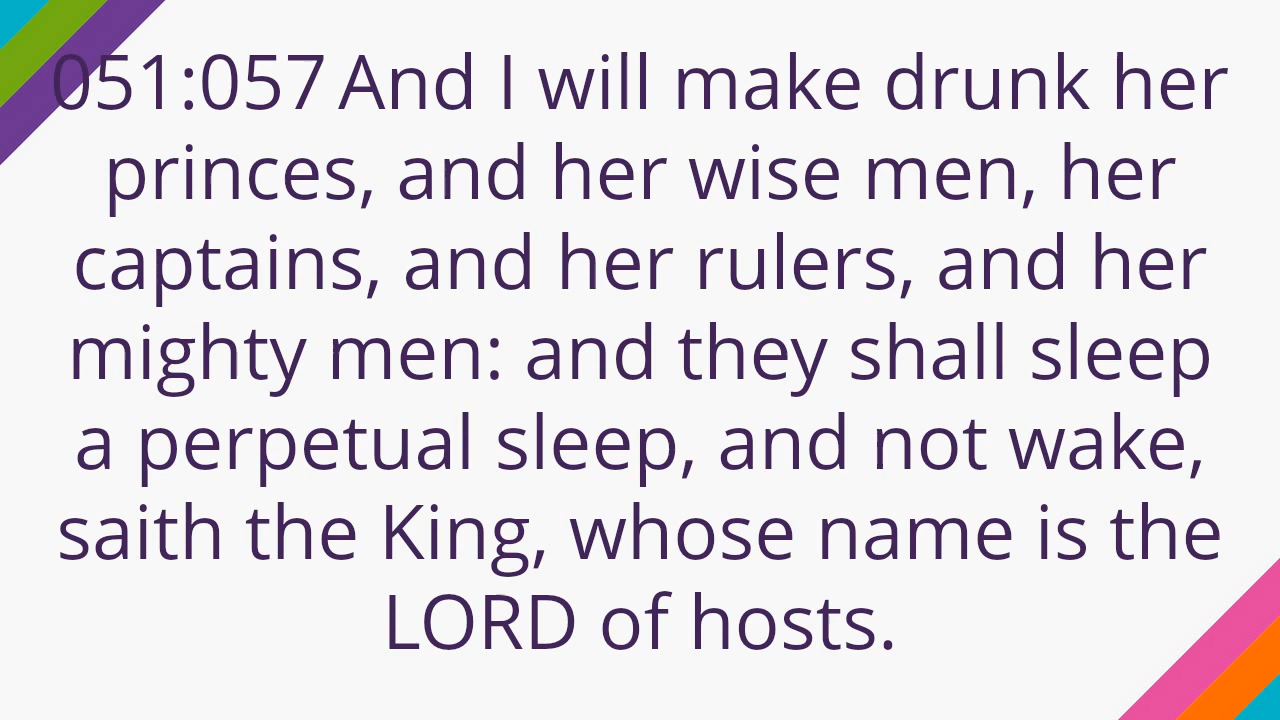 051:057 And I will make drunk her
princes, and her wise men, her
captains, and her rulers, and her
mighty men: and they shall sleep
a perpetual sleep, and not wake,
saith the King, whose name is the
LORD of hosts.